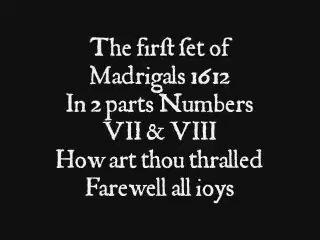 The firſt ſet of
Madrigals 1612
In 2 parts Numbers
VII & VIII
How art thou thralled
Farewell all ioys